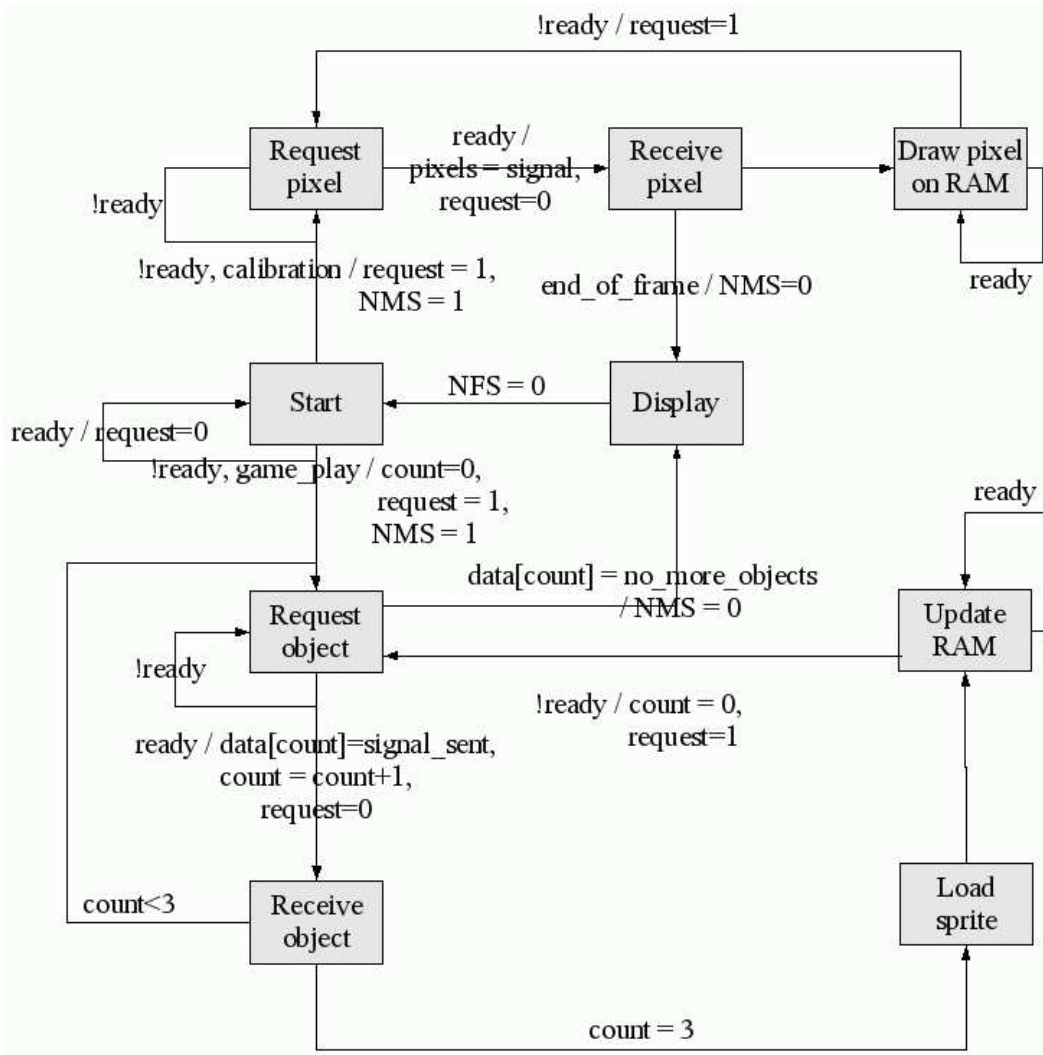 !ready / request=1
Request
pixel
ready /
pixels = signal,
request=0
Receive
pixel
Draw pixel
on RAM
!ready
ready
!ready, calibration / request = 1,
NMS = 1
end_of_frame / NMS=0
Start
NFS = 0
Display
ready / request=0
!ready, game_play / count=0,
request = 1,
NMS = 1
ready
data[count] = no_more_objects
/ NMS = 0
Request
object
Update
RAM
!ready
!ready / count = 0,
request=1
ready / data[count]=signal_sent,
count = count+1,
request=0
count<3
Receive
object
Load
sprite
count = 3